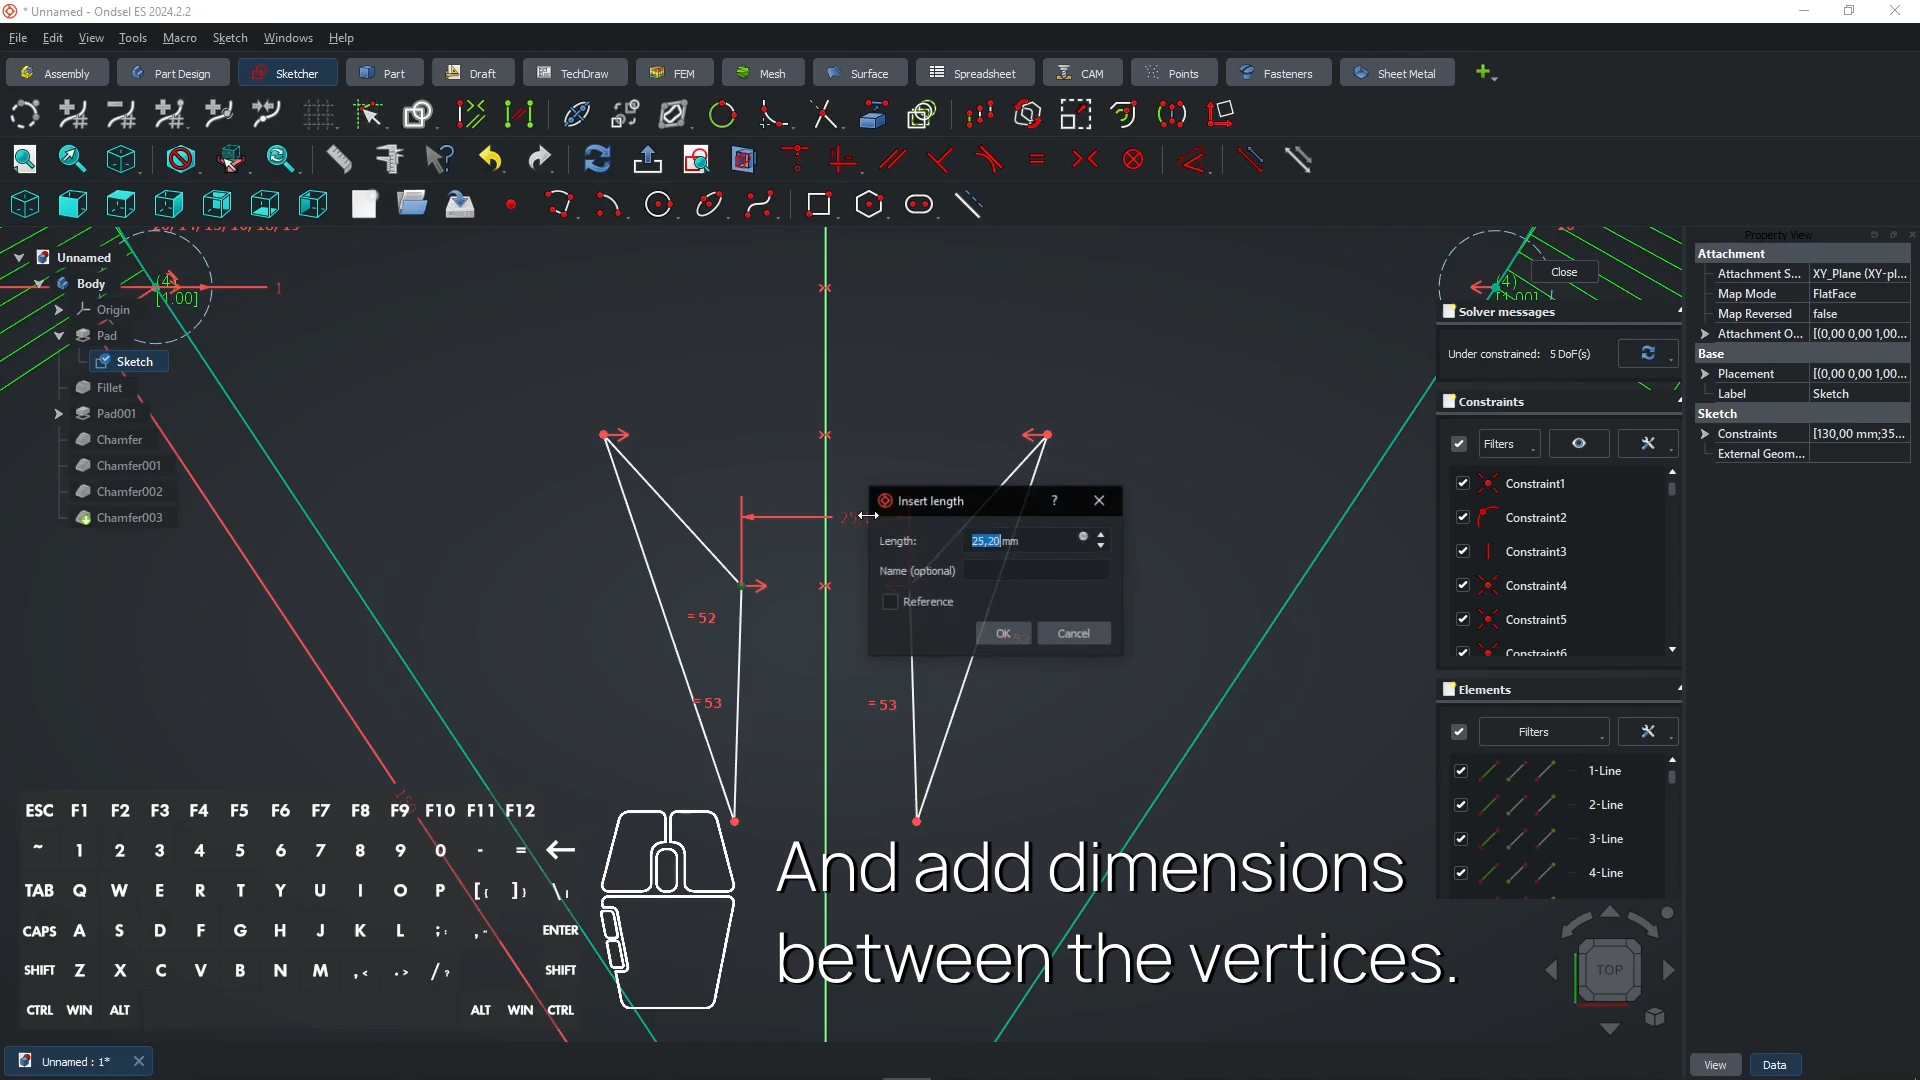 * Unnamed - Ondsel ES 2024.2.2
File Edit View Tools Macro Sketch Windows Help
Assembly Part Design Sketcher Part Draft TechDraw FEM Mesh Surface Spreadsheet CAM Points Fasteners Sheet Metal
Unnamed
Body
Origin
Pad
Sketch
Fillet
Pad001
Chamfer
Chamfer001
Chamfer002
Chamfer003
(4)
[1.00]
1
= 52
= 53
= 53
Insert length ?
Length: 25,20 mm
Name (optional)
Reference
OK Cancel
Close
Solver messages
Under constrained: 5 DoF(s)
Constraints
Filters
Constraint1
Constraint2
Constraint3
Constraint4
Constraint5
Constraint6
Elements
Filters
1-Line
2-Line
3-Line
4-Line
Property View
Attachment
Attachment S... XY_Plane (XY-pl...
Map Mode FlatFace
Map Reversed false
Attachment O... [(0,00 0,00 1,00...
Base
Placement [(0,00 0,00 1,00...
Label Sketch
Sketch
Constraints [130,00 mm;35...
External Geom...
ESC F1 F2 F3 F4 F5 F6 F7 F8 F9 F10 F11 F12
~ 1 2 3 4 5 6 7 8 9 0 - =
TAB Q W E R T Y U I O P [{ ]} \|
CAPS A S D F G H J K L ;: ," ENTER
SHIFT Z X C V B N M ,< .> /? SHIFT
CTRL WIN ALT ALT WIN CTRL
And add dimensions
between the vertices.
TOP
Unnamed : 1*
View Data